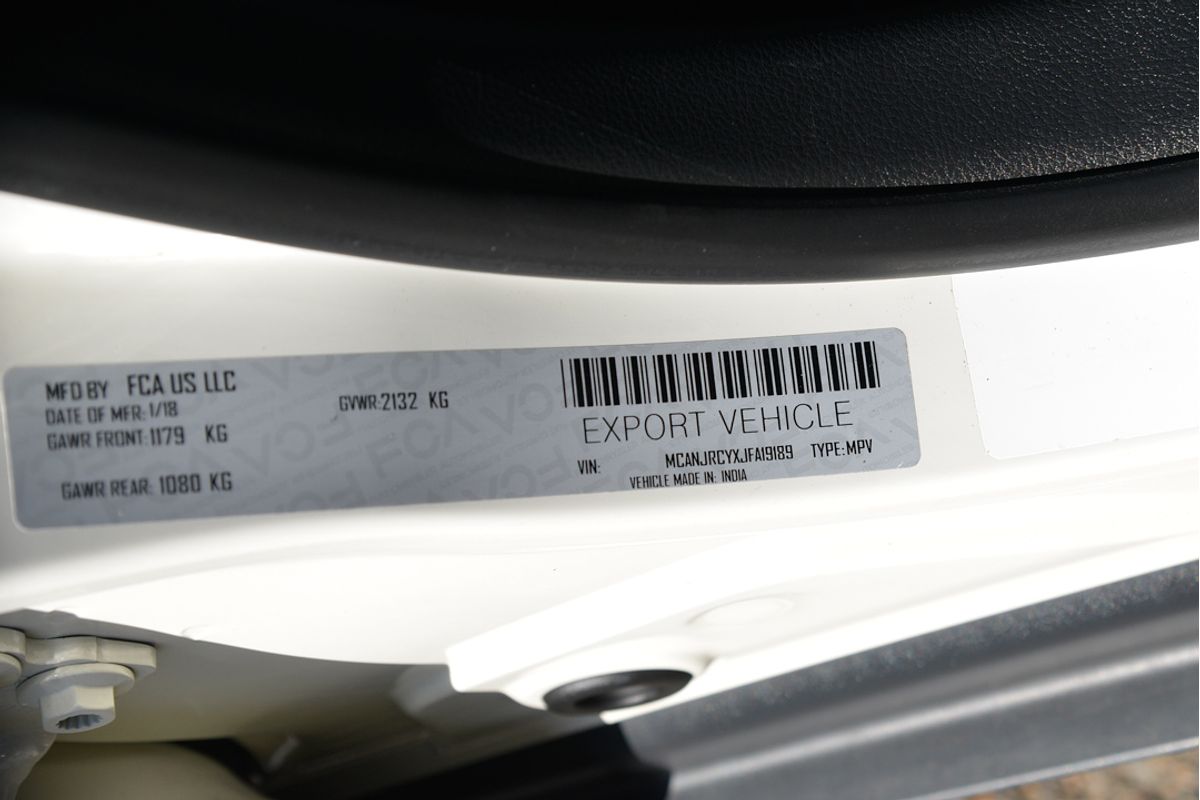 MFD BY FCA US LLC
DATE OF MFR: 1/18
GAWR FRONT: 1179 KG
GAWR REAR: 1080 KG
GVWR: 2132 KG
EXPORT VEHICLE
VIN: MCANJRCYXJFA19189 TYPE: MPV
VEHICLE MADE IN: INDIA